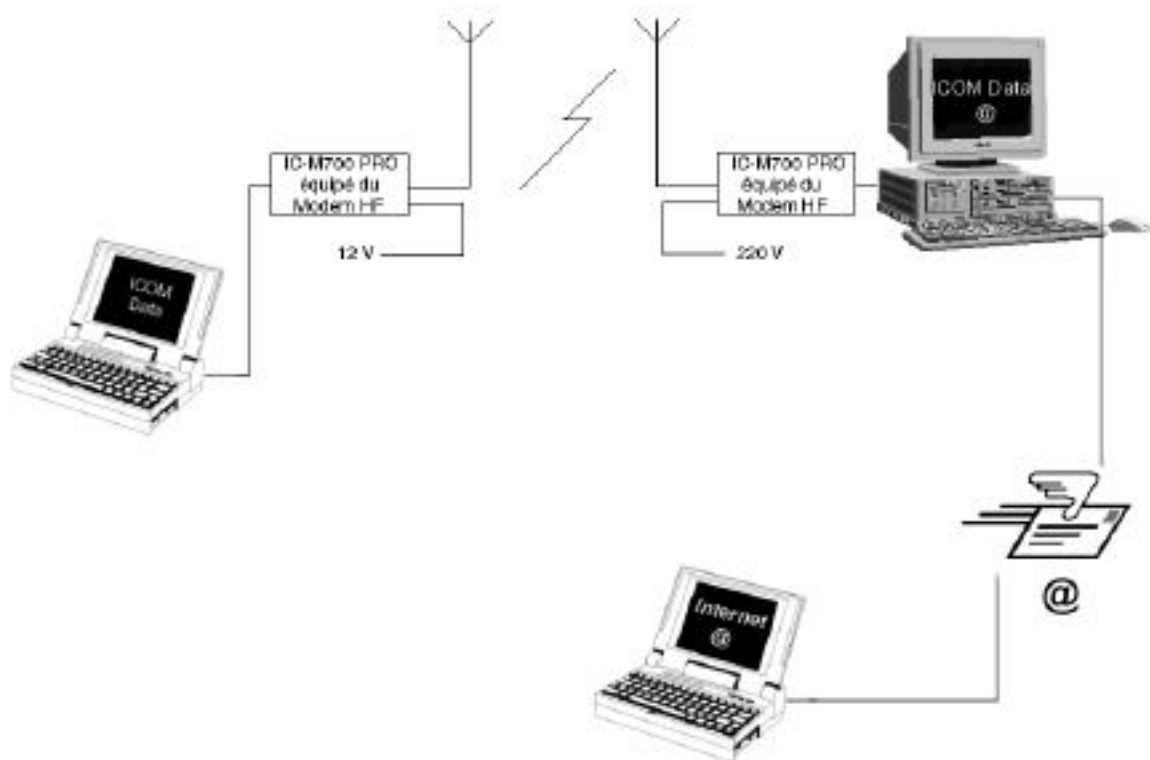 IC-M700 PRO
équipé du
Modem HF
12 V
ICOM
Data
IC-M700 PRO
équipé du
Modem HF
220 V
ICOM Data
@
@
Internet
@